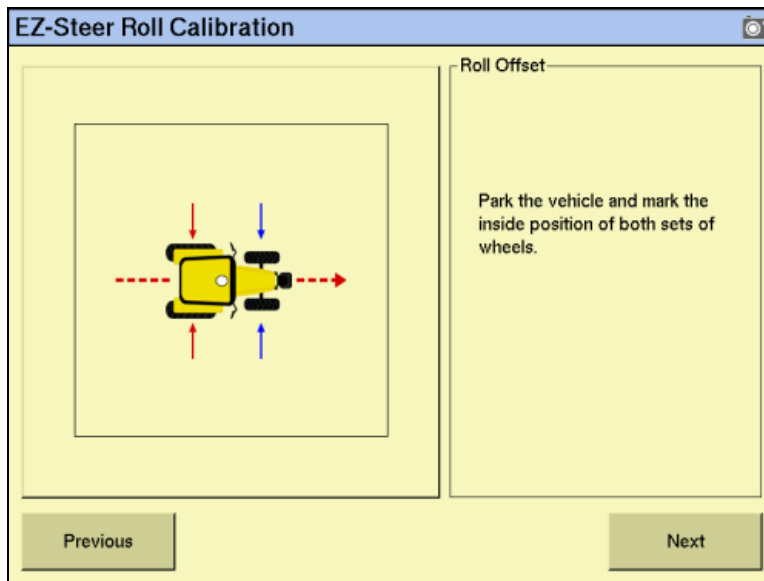 EZ-Steer Roll Calibration
Roll Offset
Park the vehicle and mark the
inside position of both sets of
wheels.
Previous
Next